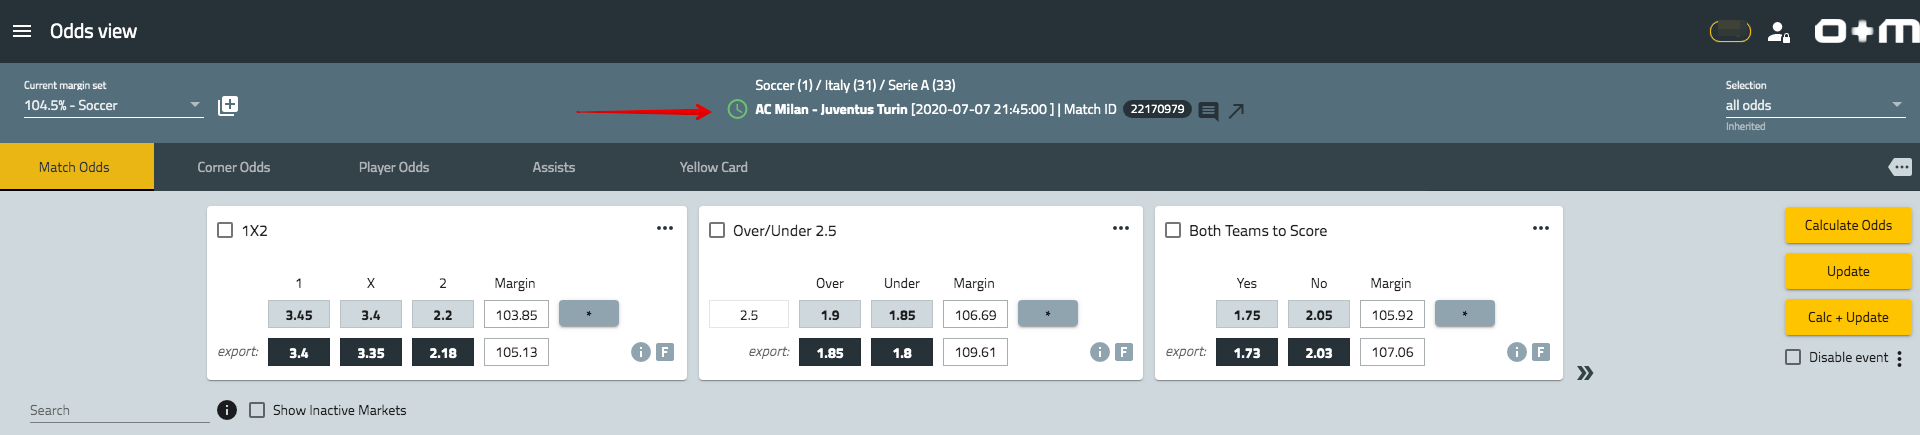 Odds view
o+m
Current margin set
104.5% - Soccer
Soccer (1) / Italy (31) / Serie A (33)
AC Milan - Juventus Turin [2020-07-07 21:45:00 ] | Match ID 22170979
Selection
all odds
Inherited
Match Odds Corner Odds Player Odds Assists Yellow Card
1X2
1 X 2 Margin
3.45 3.4 2.2 103.85 *
export: 3.4 3.35 2.18 105.13 i F
Over/Under 2.5
Over Under Margin
2.5 1.9 1.85 106.69 *
export: 1.85 1.8 109.61 i F
Both Teams to Score
Yes No Margin
1.75 2.05 105.92 *
export: 1.73 2.03 107.06 i F
»
Calculate Odds
Update
Calc + Update
Disable event
Search i Show Inactive Markets